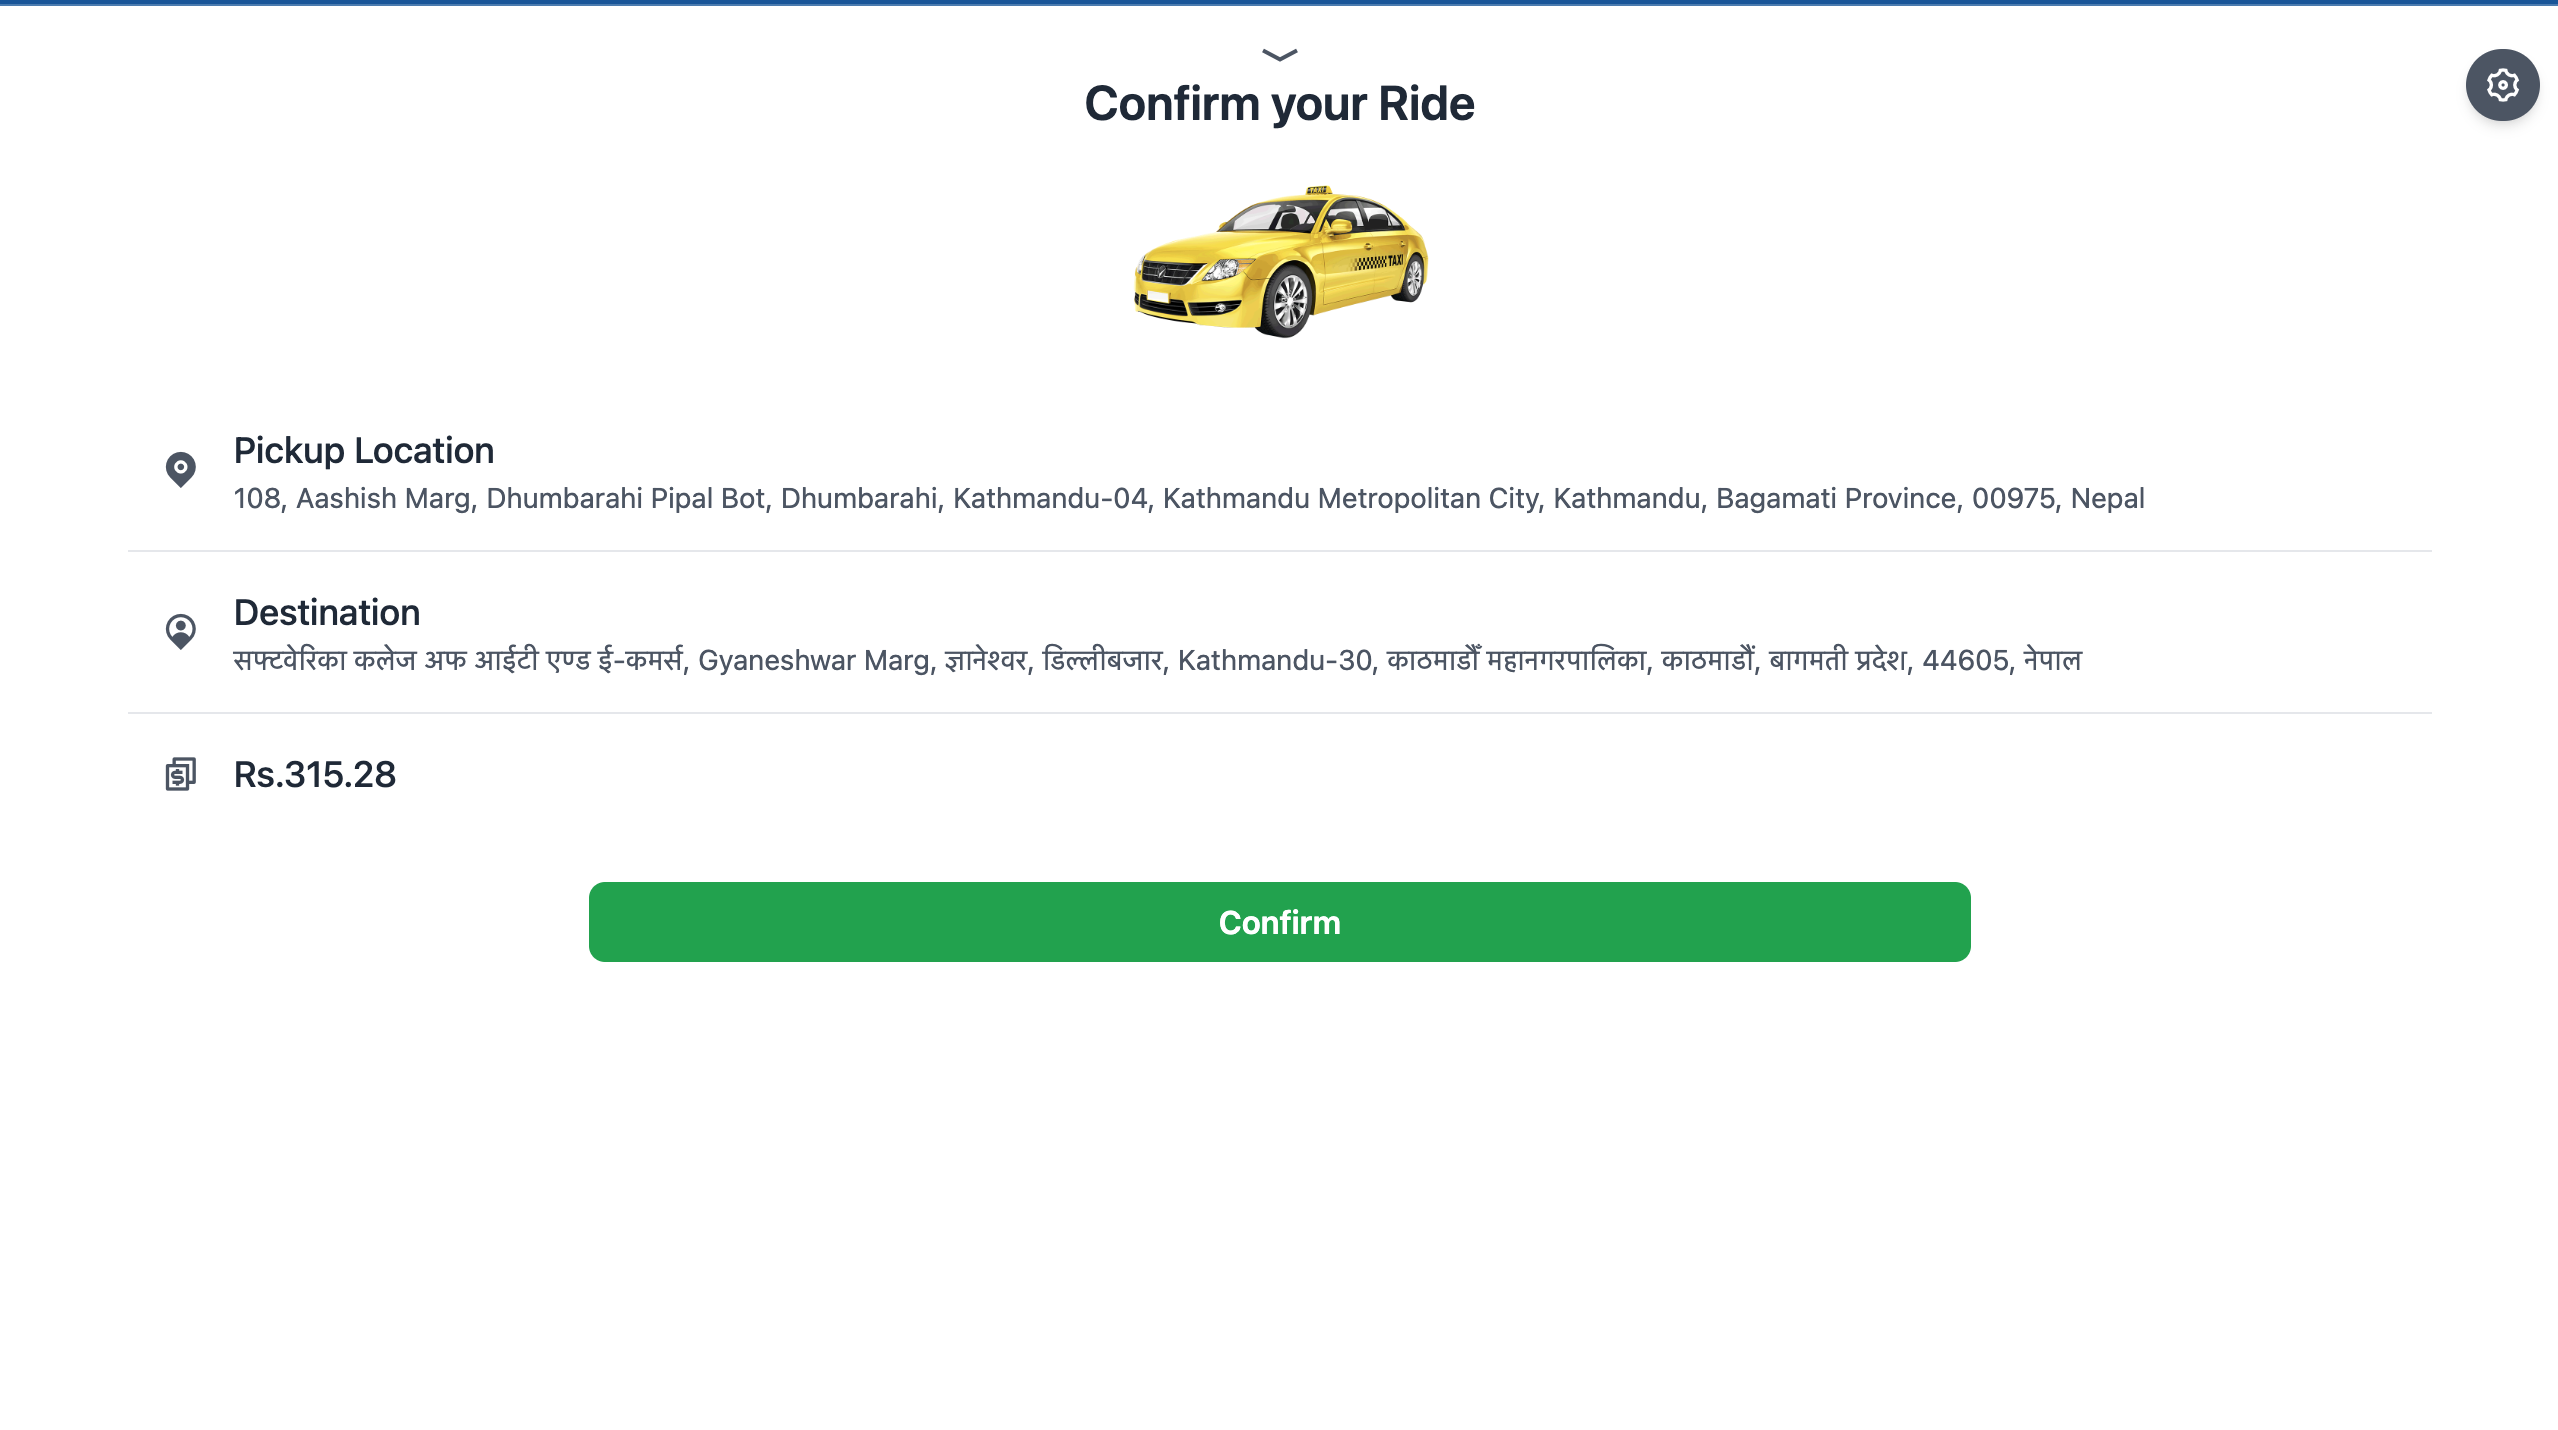 Confirm your Ride
TAXI
TAXI
Pickup Location
108, Aashish Marg, Dhumbarahi Pipal Bot, Dhumbarahi, Kathmandu-04, Kathmandu Metropolitan City, Kathmandu, Bagamati Province, 00975, Nepal
Destination
सफ्टवेरिका कलेज अफ आईटी एण्ड ई-कमर्स, Gyaneshwar Marg, ज्ञानेश्वर, डिल्लीबजार, Kathmandu-30, काठमाडौँ महानगरपालिका, काठमाडौं, बागमती प्रदेश, 44605, नेपाल
Rs.315.28
Confirm